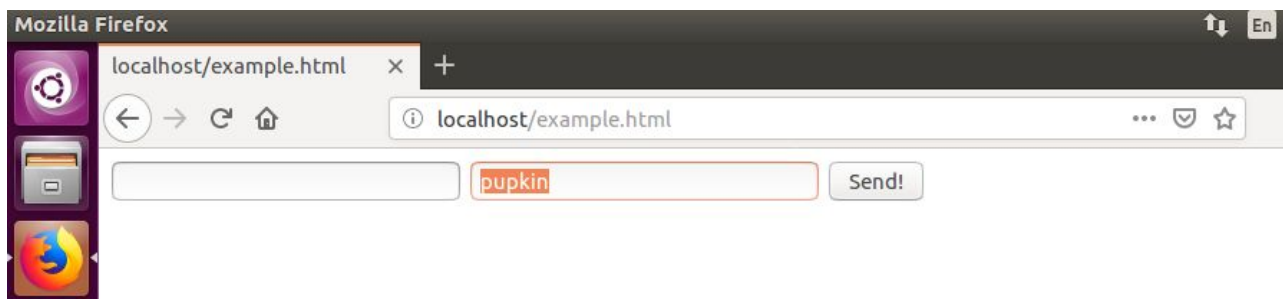 Mozilla Firefox
En
localhost/example.html
localhost/example.html
pupkin
Send!